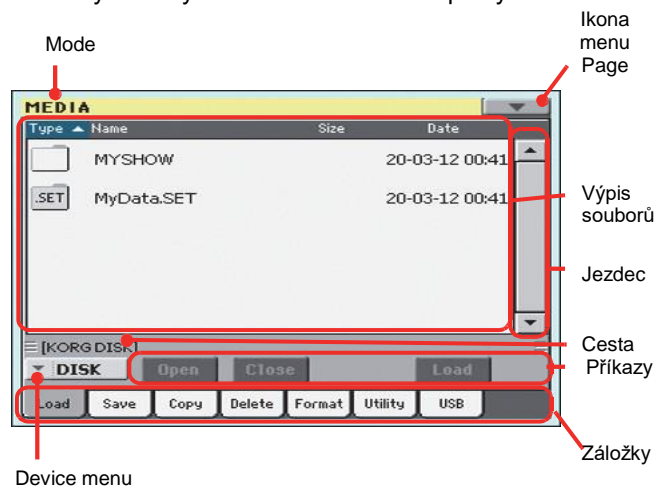 Mode
Ikona
menu
Page
MEDIA
Type Name Size Date
MYSHOW 20-03-12 00:41
.SET MyData.SET 20-03-12 00:41
Výpis
souborů
Jezdec
[KORG DISK]
Cesta
DISK Open Close Load
Příkazy
Load Save Copy Delete Format Utility USB
Záložky
Device menu